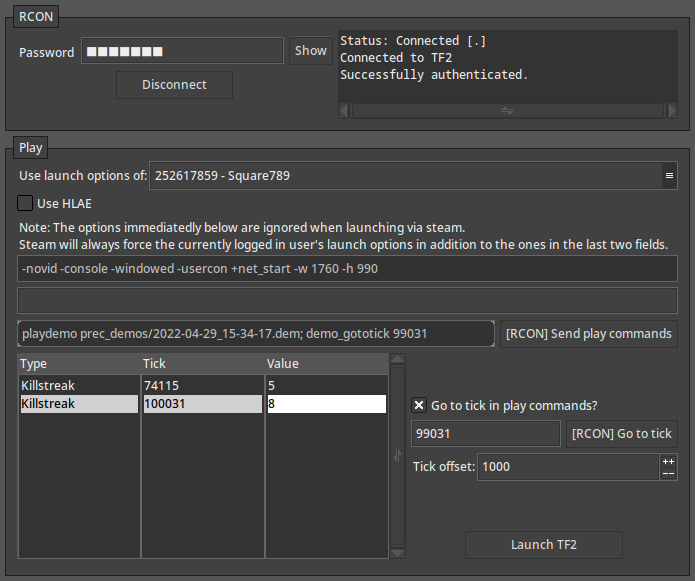 RCON
Password
Show
Disconnect
Status: Connected [.]
Connected to TF2
Successfully authenticated.
Play
Use launch options of: 252617859 - Square789
Use HLAE
Note: The options immediatedly below are ignored when launching via steam.
Steam will always force the currently logged in user's launch options in addition to the ones in the last two fields.
-novid -console -windowed -usercon +net_start -w 1760 -h 990
playdemo prec_demos/2022-04-29_15-34-17.dem; demo_gototick 99031 [RCON] Send play commands
Type Tick Value
Killstreak 74115 5
Killstreak 100031 8
Go to tick in play commands?
99031 [RCON] Go to tick
Tick offset: 1000
Launch TF2